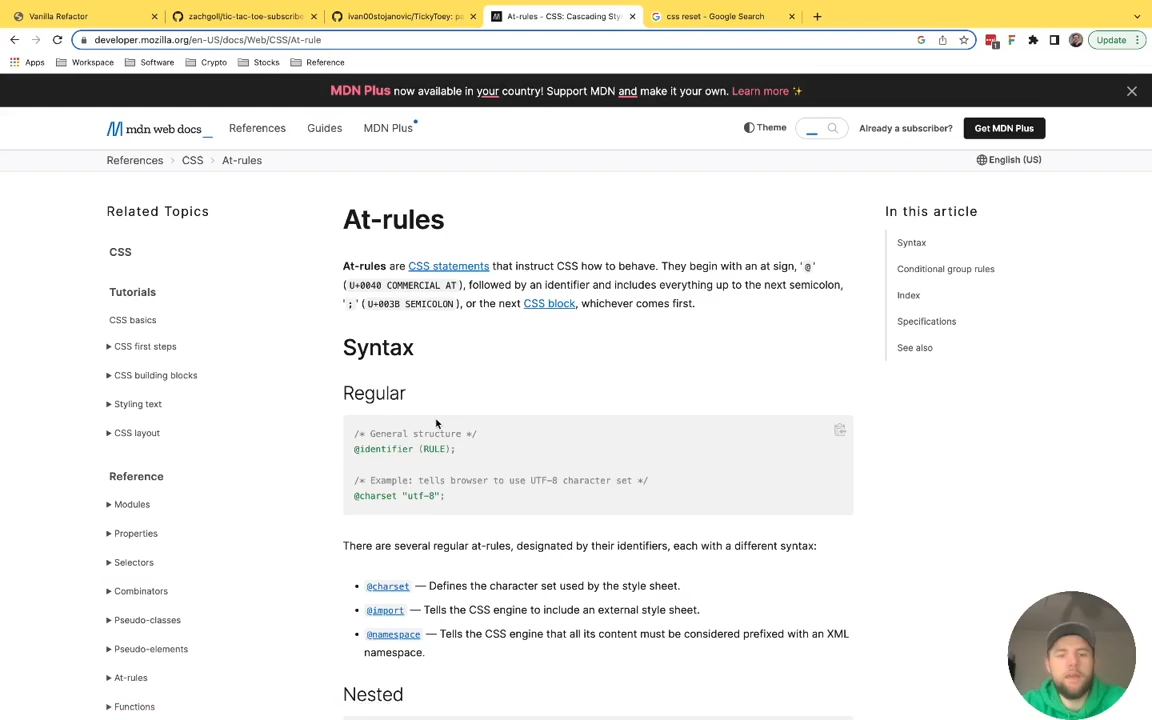 Vanilla Refactor
zachgoll/tic-tac-toe-subscribe
ivan00stojanovic/TickyToey: pa
At-rules - CSS: Cascading Sty
css reset - Google Search
developer.mozilla.org/en-US/docs/Web/CSS/At-rule
1
Update
Apps
Workspace
Software
Crypto
Stocks
Reference
MDN Plus now available in your country! Support MDN and make it your own. Learn more ✨
mdn web docs_
References
Guides
MDN Plus
Theme
Already a subscriber?
Get MDN Plus
References > CSS > At-rules
English (US)
Related Topics
CSS
Tutorials
CSS basics
▶ CSS first steps
▶ CSS building blocks
▶ Styling text
▶ CSS layout
Reference
▶ Modules
▶ Properties
▶ Selectors
▶ Combinators
▶ Pseudo-classes
▶ Pseudo-elements
▶ At-rules
▶ Functions
At-rules
At-rules are CSS statements that instruct CSS how to behave. They begin with an at sign, '@'
(U+0040 COMMERCIAL AT), followed by an identifier and includes everything up to the next semicolon,
';' (U+003B SEMICOLON), or the next CSS block, whichever comes first.
Syntax
Regular
/* General structure */
@identifier (RULE);
/* Example: tells browser to use UTF-8 character set */
@charset "utf-8";
There are several regular at-rules, designated by their identifiers, each with a different syntax:
• @charset — Defines the character set used by the style sheet.
• @import — Tells the CSS engine to include an external style sheet.
• @namespace — Tells the CSS engine that all its content must be considered prefixed with an XML
namespace.
Nested
In this article
Syntax
Conditional group rules
Index
Specifications
See also